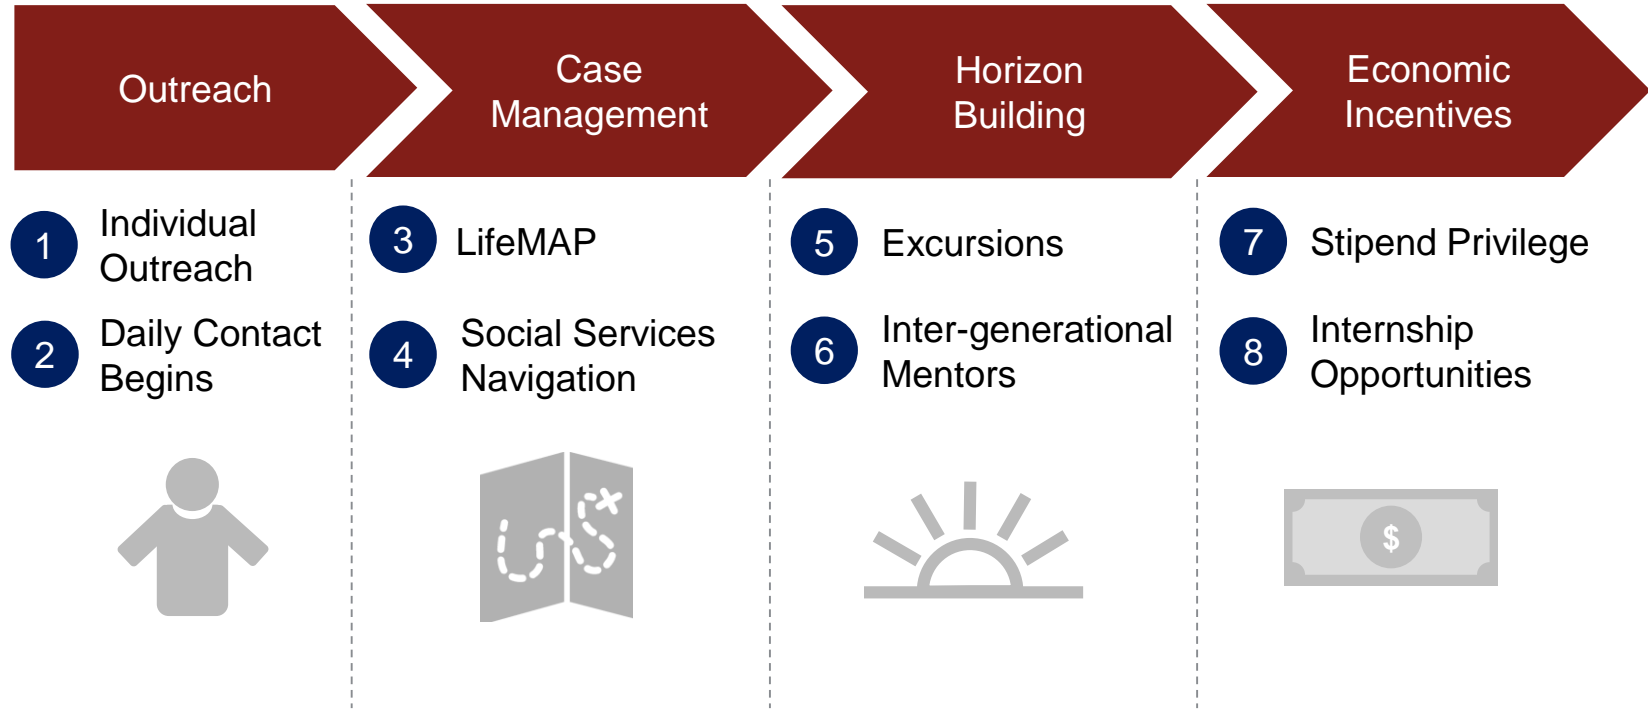 Outreach
Case
Management
Horizon
Building
Economic
Incentives
1
Individual
Outreach
2
Daily Contact
Begins
3
LifeMAP
4
Social Services
Navigation
5
Excursions
6
Inter-generational
Mentors
7
Stipend Privilege
8
Internship
Opportunities
$